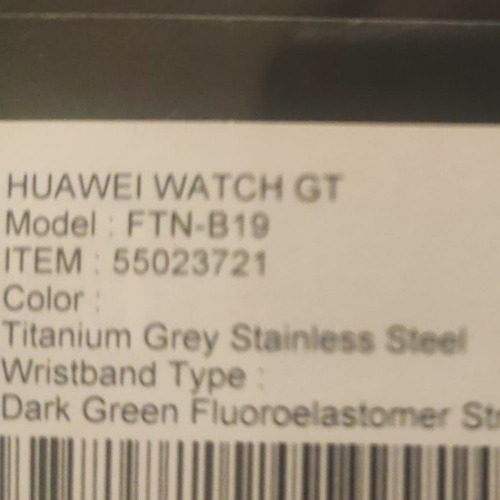 HUAWEI WATCH GT
Model : FTN-B19
ITEM : 55023721
Color :
Titanium Grey Stainless Steel
Wristband Type :
Dark Green Fluoroelastomer